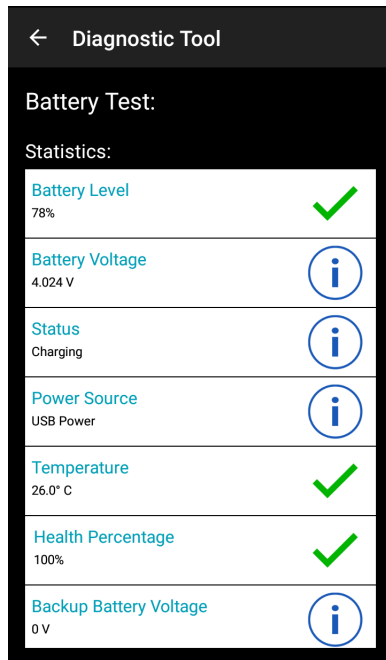 Diagnostic Tool
Battery Test:
Statistics:
Battery Level
78%
Battery Voltage
4.024 V
Status
Charging
Power Source
USB Power
Temperature
26.0° C
Health Percentage
100%
Backup Battery Voltage
0 V